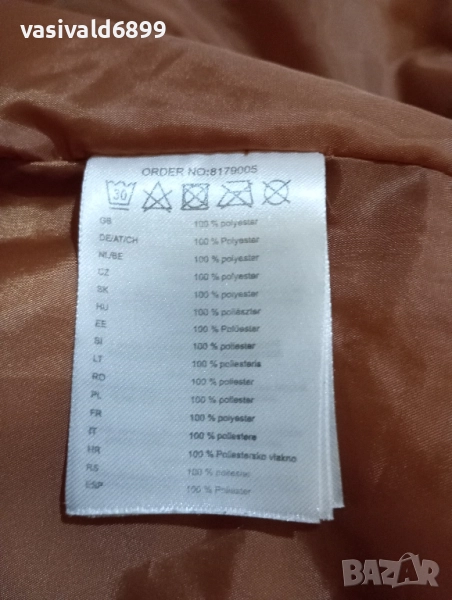 vasivald6899
ORDER NO:8179005
30
GB 100 % polyester
DE/AT/CH 100 % Polyester
NL/BE 100 % polyester
CZ 100 % polyester
SK 100 % polyester
HU 100 % poliészter
EE 100 % Polüester
SI 100 % poliester
LT 100 % poliesteris
RO 100 % poliester
PL 100 % poliester
FR 100 % polyester
IT 100 % poliestere
HR 100 % Poliestersko vlakno
RS 100 % poliester
ESP 100 % Poliéster
BAZAR